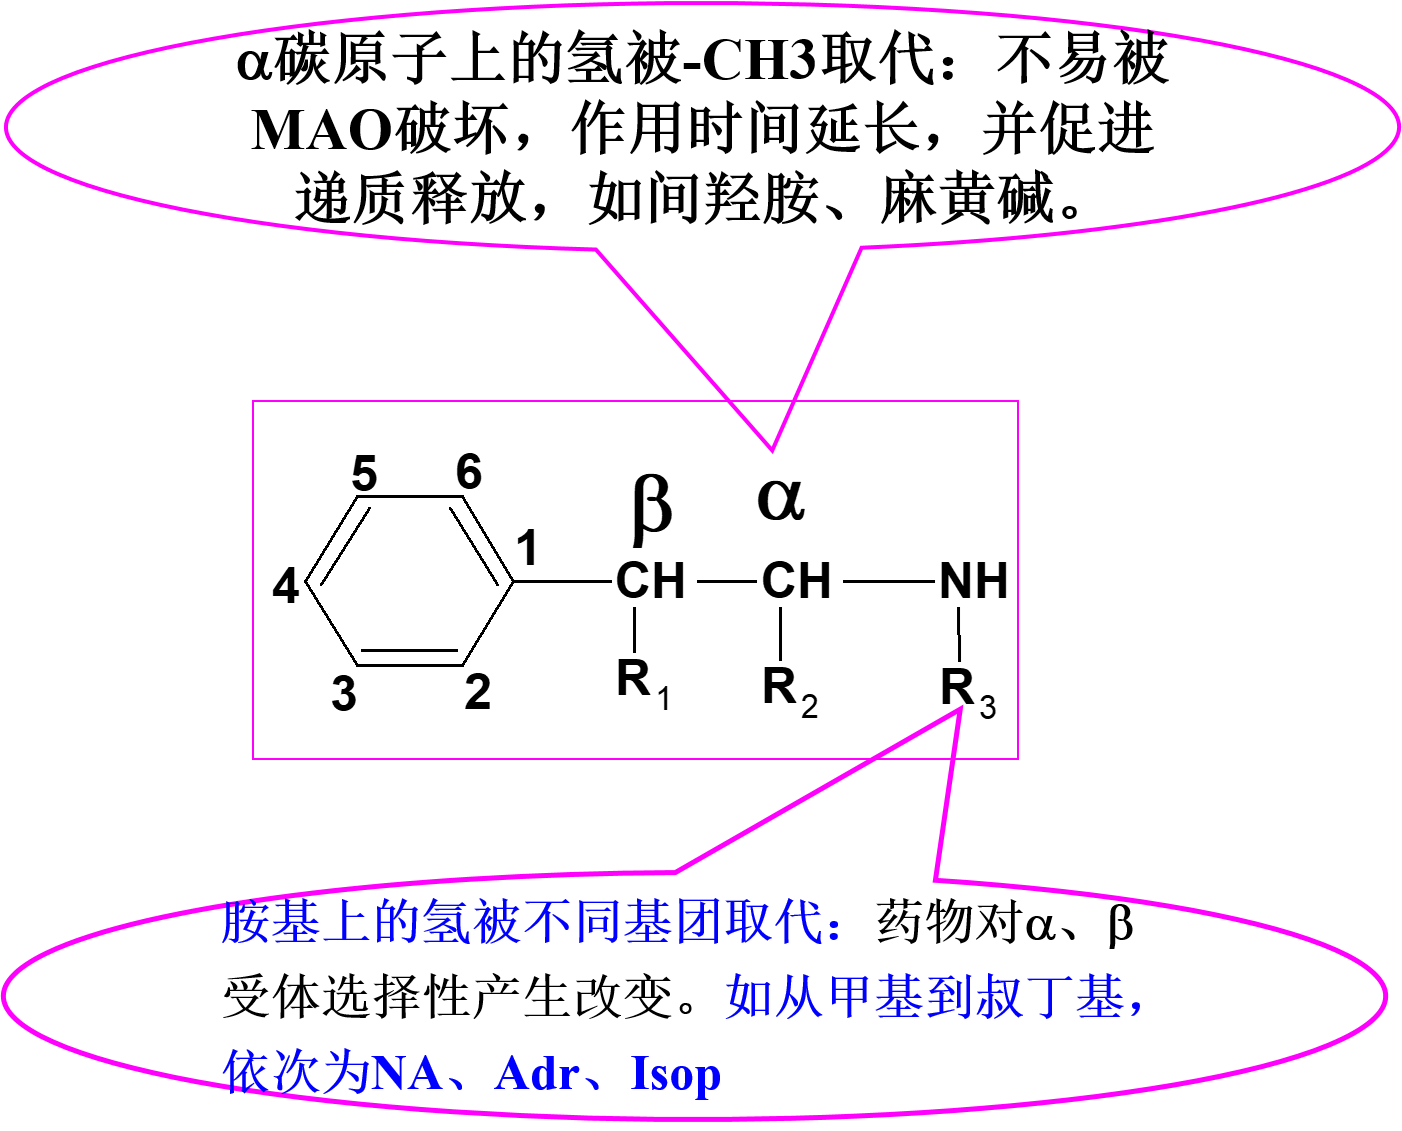 α碳原子上的氢被-CH3取代：不易被
MAO破坏，作用时间延长，并促进
递质释放，如间羟胺、麻黄碱。
5 6 β α
1
4 CH CH NH
3 2 R1 R2 R3
胺基上的氢被不同基团取代：药物对α、β
受体选择性产生改变。如从甲基到叔丁基，
依次为NA、Adr、Isop